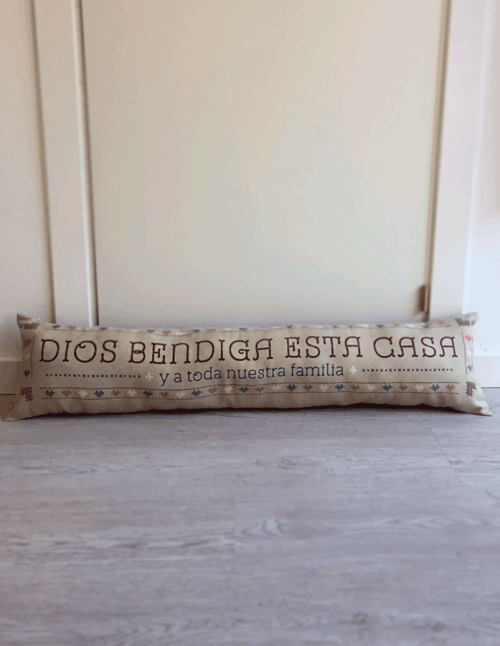 DIOS BENDIGA ESTA CASA
y a toda nuestra familia